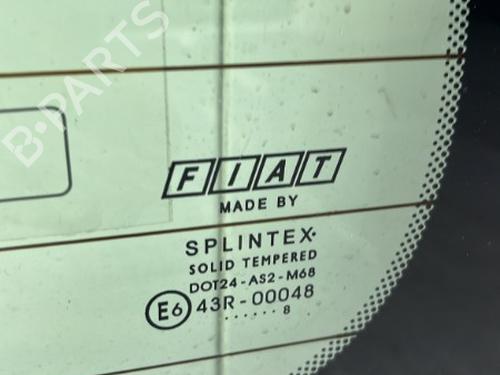 B-PARTS
FIAT
MADE BY
SPLINTEX
SOLID TEMPERED
DOT24-AS2-M68
E6 43R-00048
......8